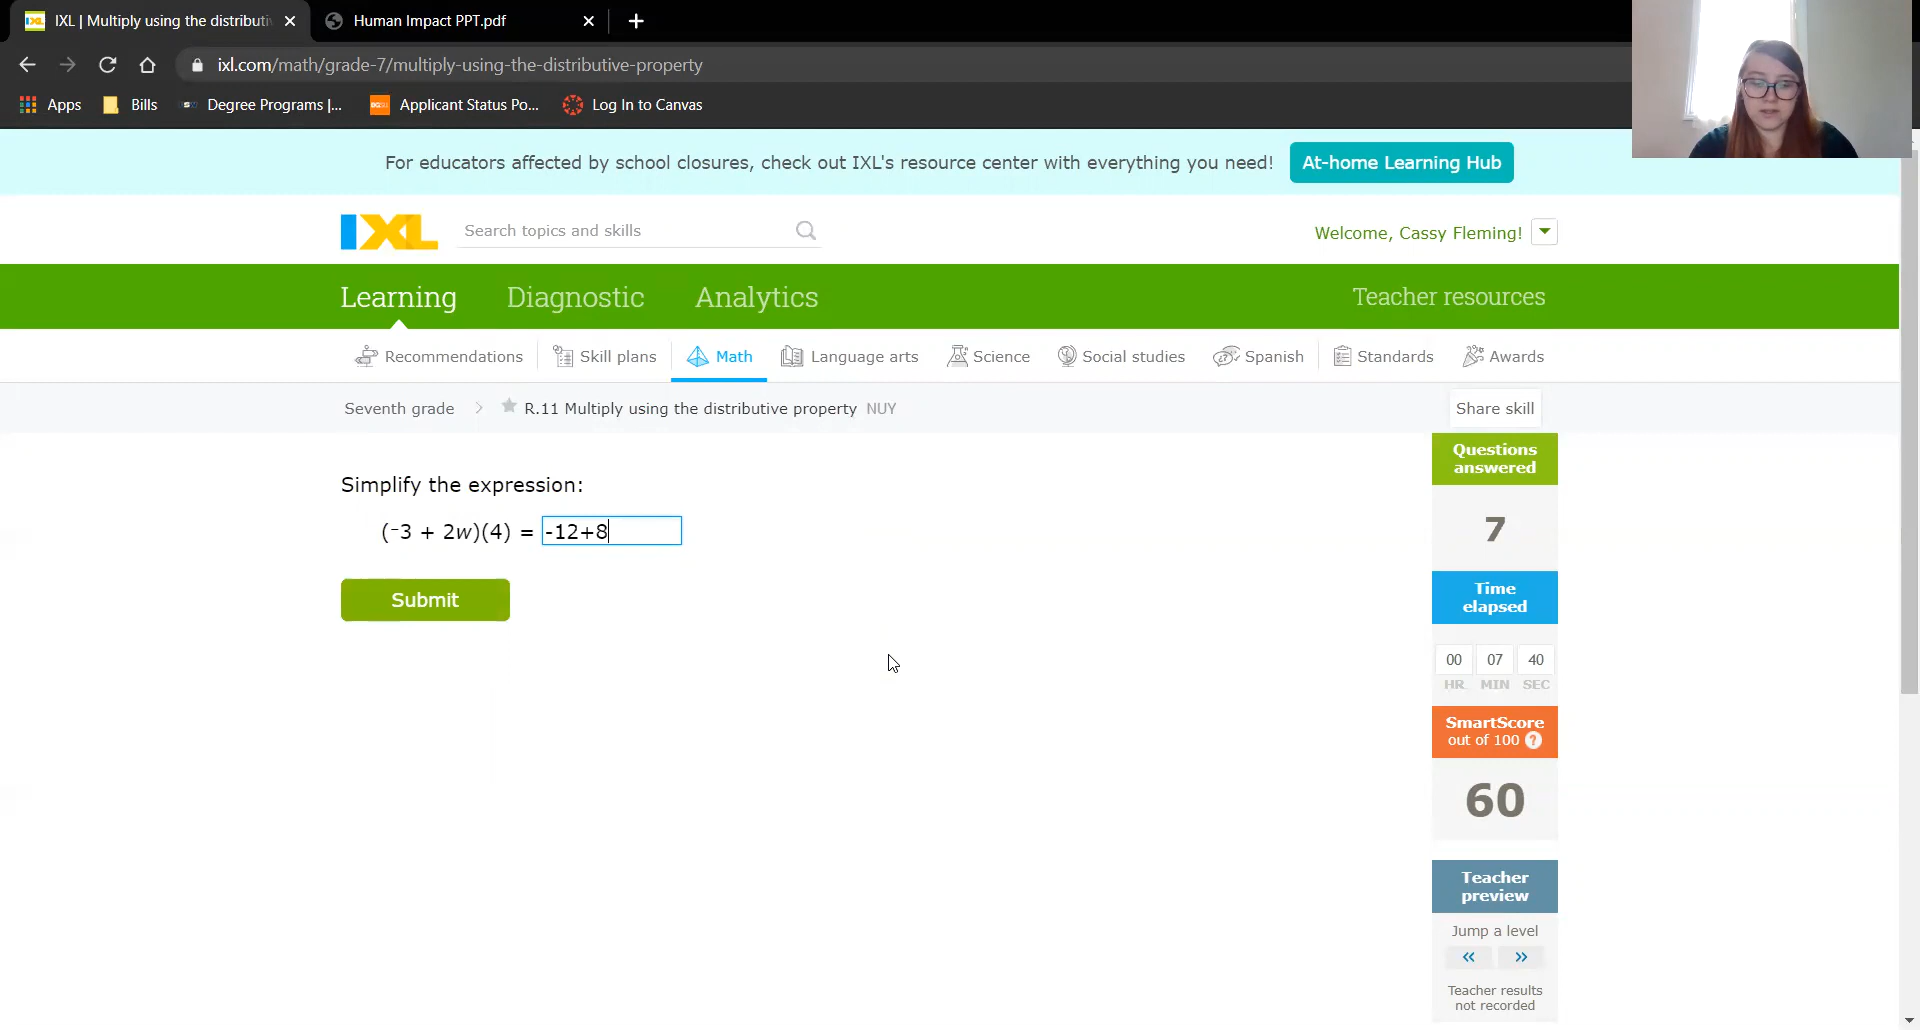 IXL | Multiply using the distributi
Human Impact PPT.pdf
ixl.com/math/grade-7/multiply-using-the-distributive-property
Apps
Bills
Degree Programs |...
Applicant Status Po...
Log In to Canvas
For educators affected by school closures, check out IXL's resource center with everything you need!
At-home Learning Hub
IXL
Search topics and skills
Welcome, Cassy Fleming!
Learning
Diagnostic
Analytics
Teacher resources
Recommendations
Skill plans
Math
Language arts
Science
Social studies
Spanish
Standards
Awards
Seventh grade
R.11 Multiply using the distributive property NUY
Share skill
Simplify the expression:
(⁻3 + 2w)(4) = -12+8
Submit
Questions
answered
7
Time
elapsed
00 07 40
HR MIN SEC
SmartScore
out of 100 ?
60
Teacher
preview
Jump a level
Teacher results
not recorded